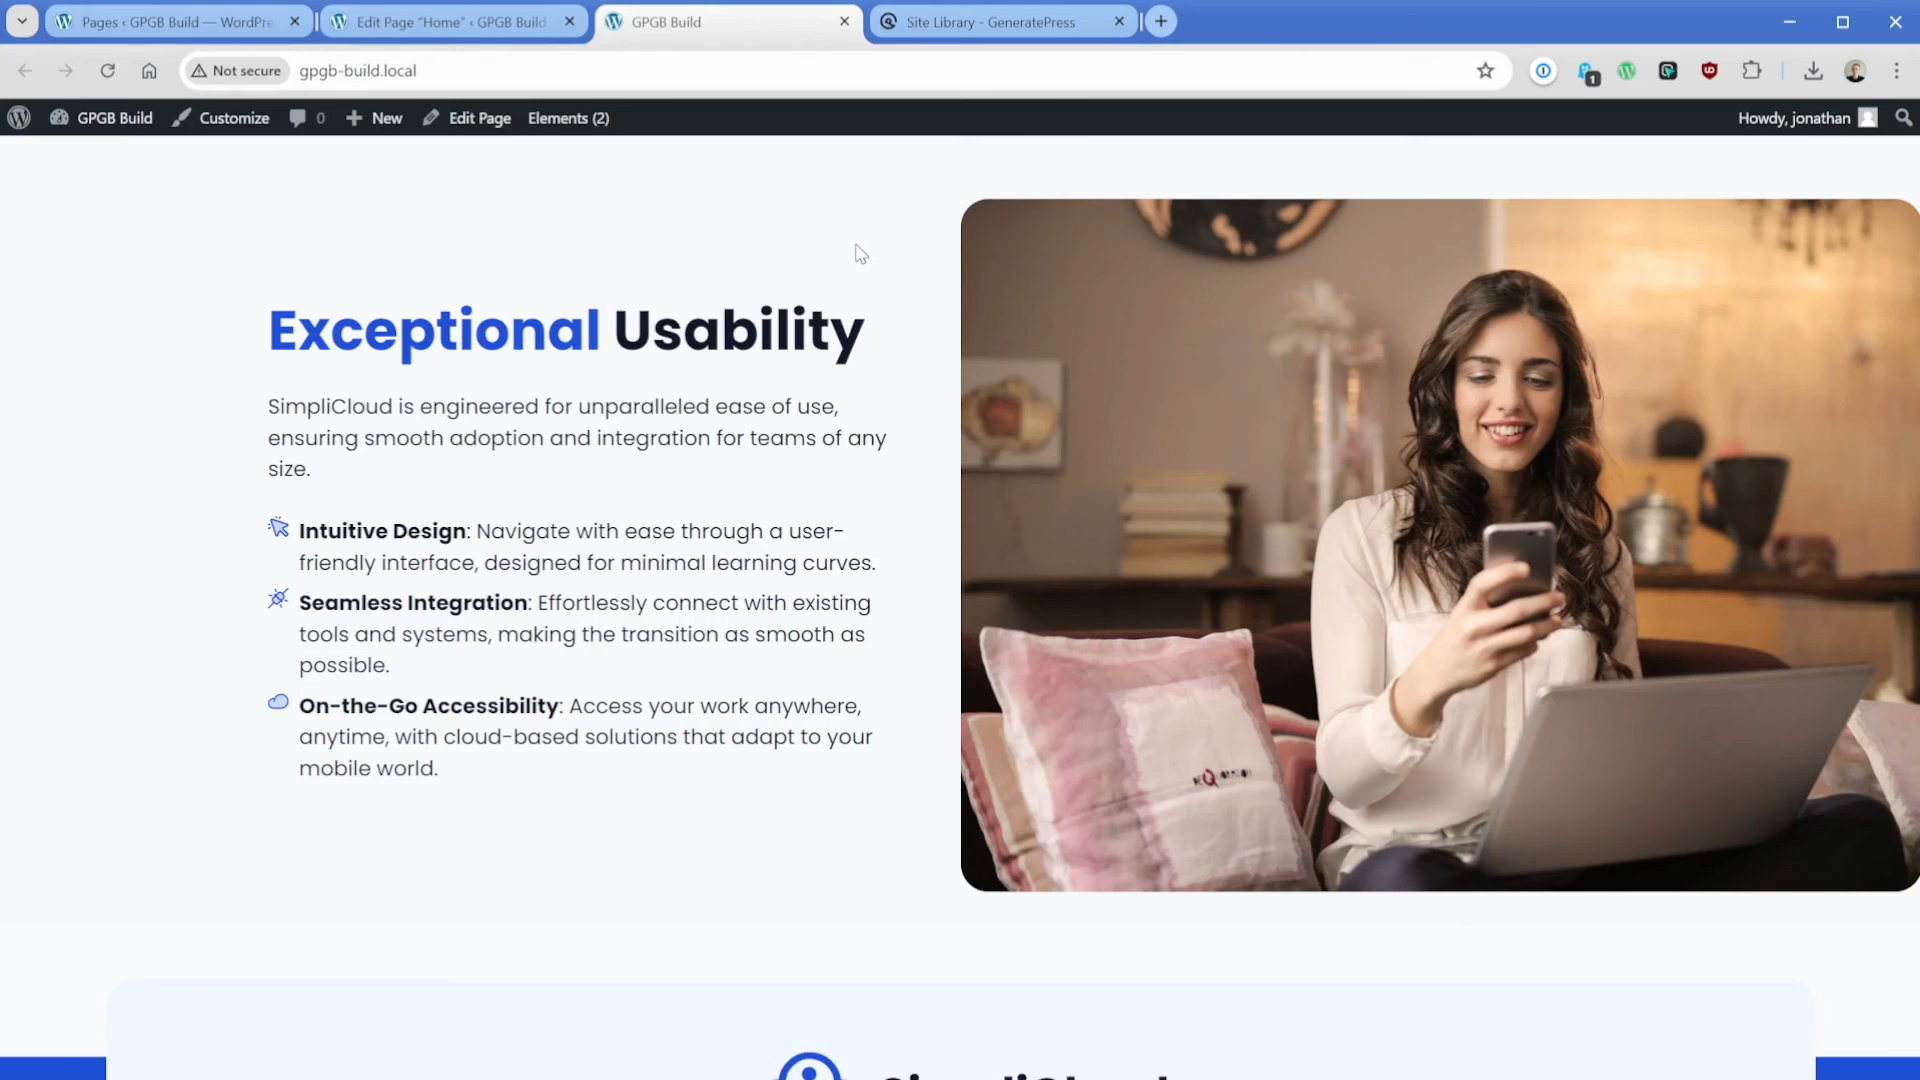 Pages ‹ GPGB Build — WordPre
Edit Page "Home" ‹ GPGB Build
GPGB Build
Site Library - GeneratePress
Not secure
gpgb-build.local
1
GPGB Build
Customize
0
New
Edit Page
Elements (2)
Howdy, jonathan
Exceptional Usability
SimpliCloud is engineered for unparalleled ease of use,
ensuring smooth adoption and integration for teams of any
size.
Intuitive Design: Navigate with ease through a user-
friendly interface, designed for minimal learning curves.
Seamless Integration: Effortlessly connect with existing
tools and systems, making the transition as smooth as
possible.
On-the-Go Accessibility: Access your work anywhere,
anytime, with cloud-based solutions that adapt to your
mobile world.
SimpliCloud